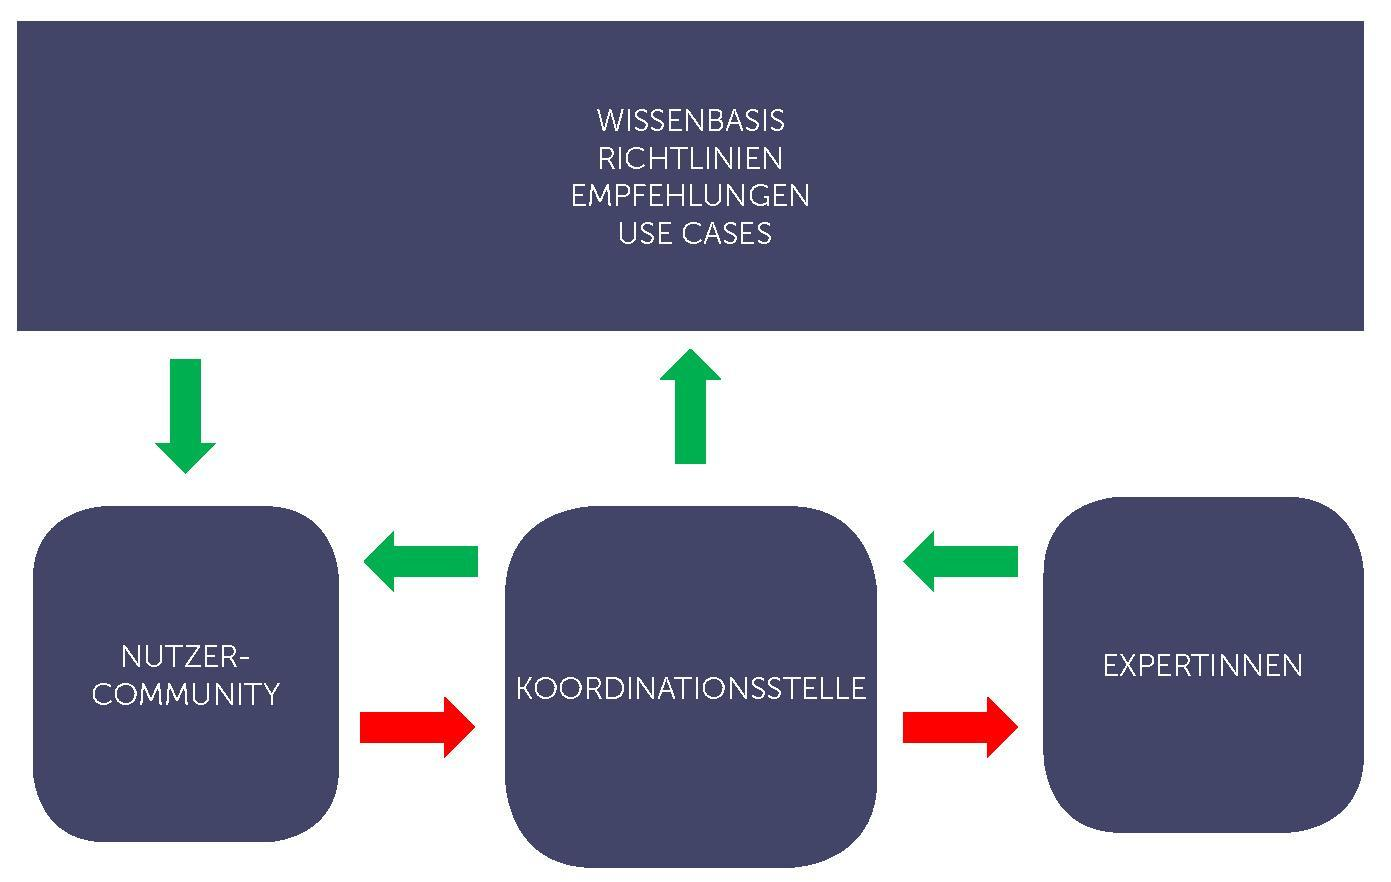 WISSENBASIS
RICHTLINIEN
EMPFEHLUNGEN
USE CASES
NUTZER-
COMMUNITY
KOORDINATIONSSTELLE
EXPERTINNEN